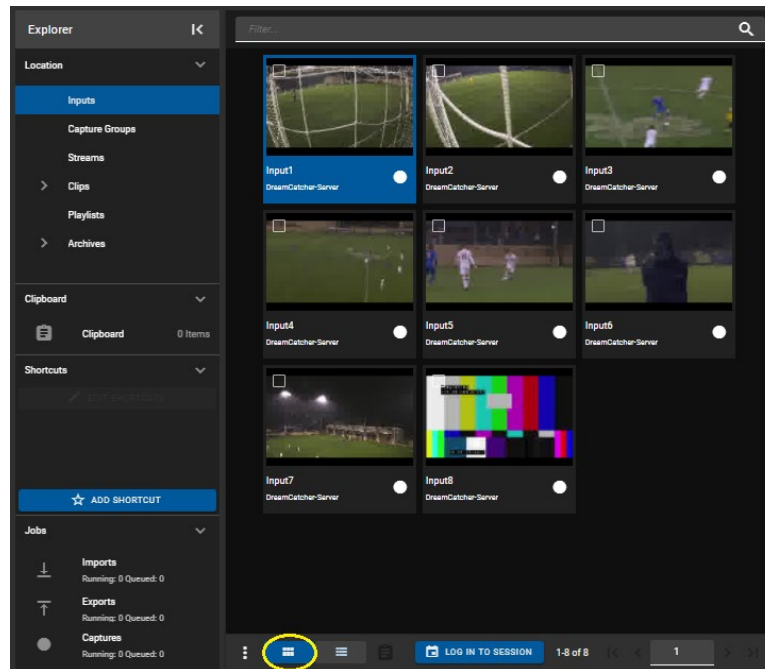 Explorer
Filter...
Location
Inputs
Capture Groups
Streams
Clips
Playlists
Archives
Clipboard
Clipboard 0 Items
Shortcuts
EDIT SHORTCUTS
ADD SHORTCUT
Jobs
Imports
Running: 0 Queued: 0
Exports
Running: 0 Queued: 0
Captures
Running: 0 Queued: 0
Input1
DreamCatcher-Server
Input2
DreamCatcher-Server
Input3
DreamCatcher-Server
Input4
DreamCatcher-Server
Input5
DreamCatcher-Server
Input6
DreamCatcher-Server
Input7
DreamCatcher-Server
Input8
DreamCatcher-Server
LOG IN TO SESSION 1-8 of 8 1